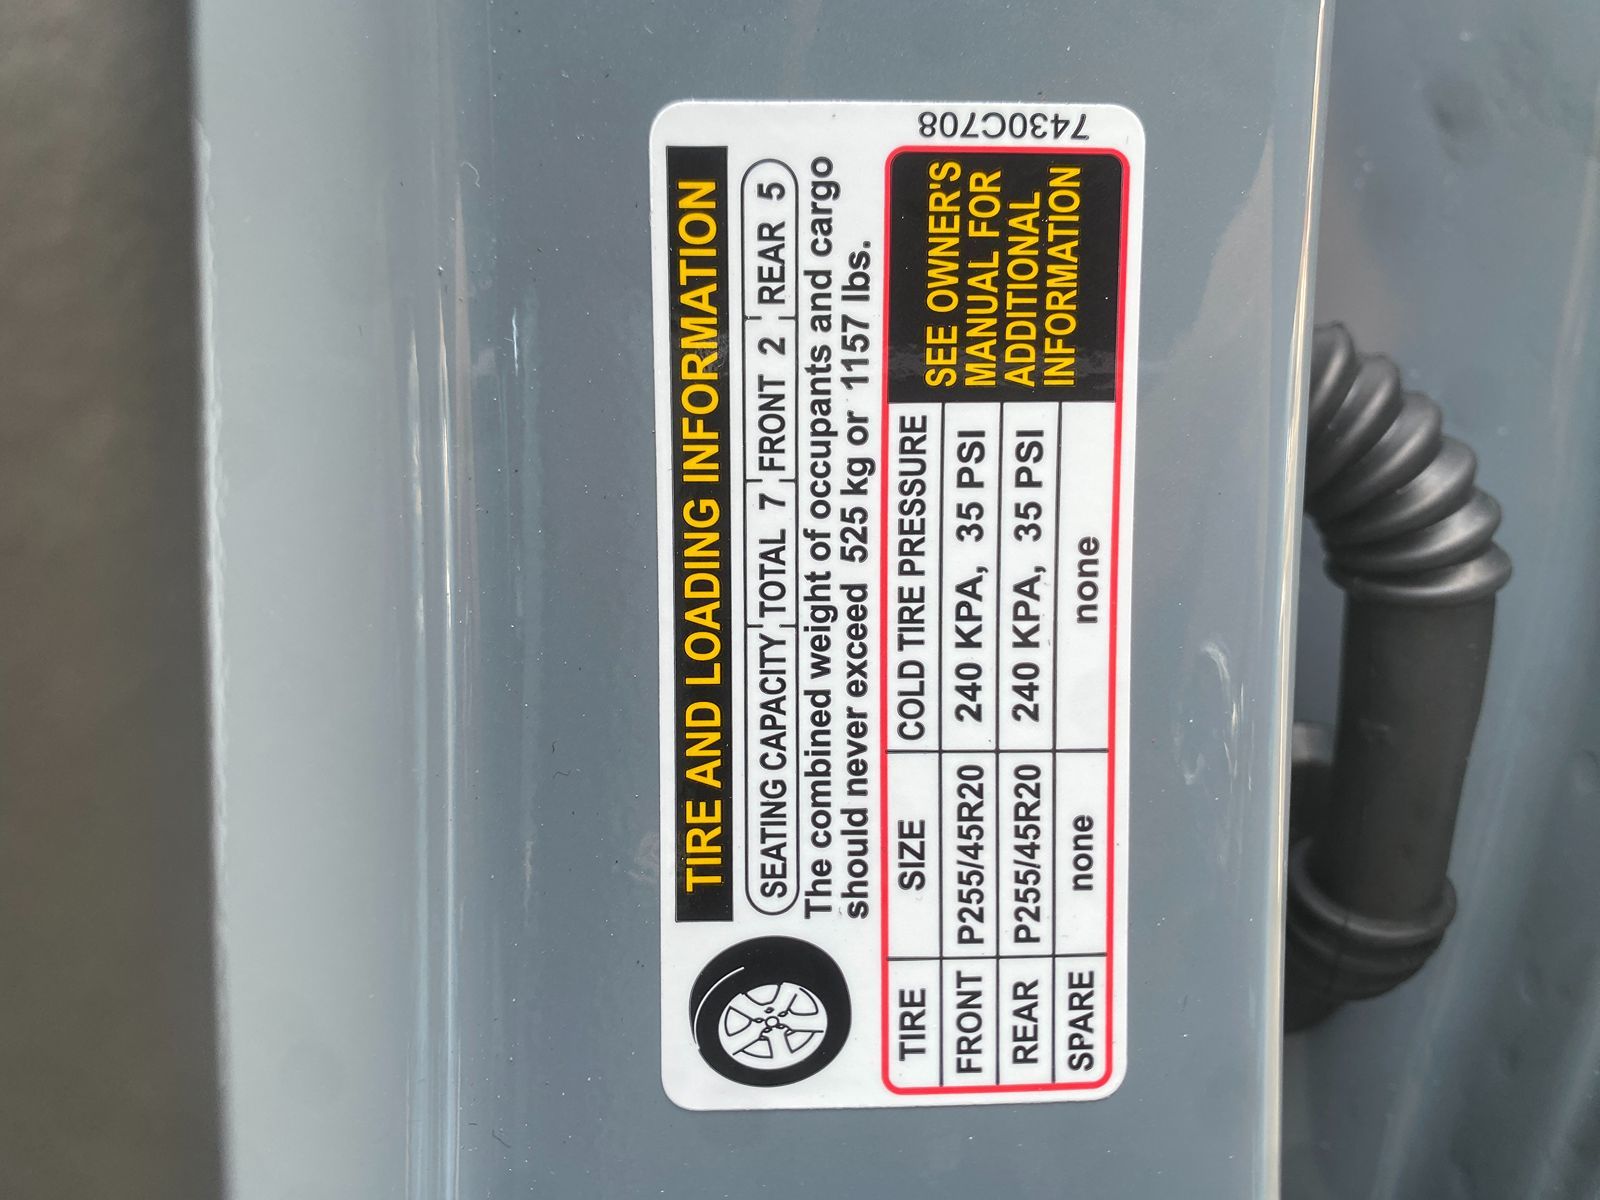 TIRE AND LOADING INFORMATION
SEATING CAPACITY TOTAL 7 FRONT 2 REAR 5
The combined weight of occupants and cargo
should never exceed 525 kg or 1157 lbs.
TIRE SIZE COLD TIRE PRESSURE
FRONT P255/45R20 240 KPA, 35 PSI
REAR P255/45R20 240 KPA, 35 PSI
SPARE none none
SEE OWNER'S
MANUAL FOR
ADDITIONAL
INFORMATION
7430C708